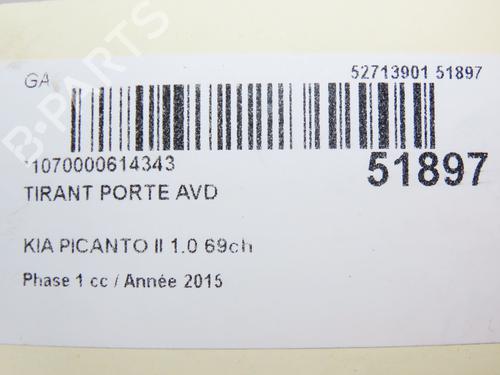 GA
52713901 51897
*1070000614343
51897
TIRANT PORTE AVD
KIA PICANTO II 1.0 69ch
Phase 1 cc / Année 2015
B-PARTS